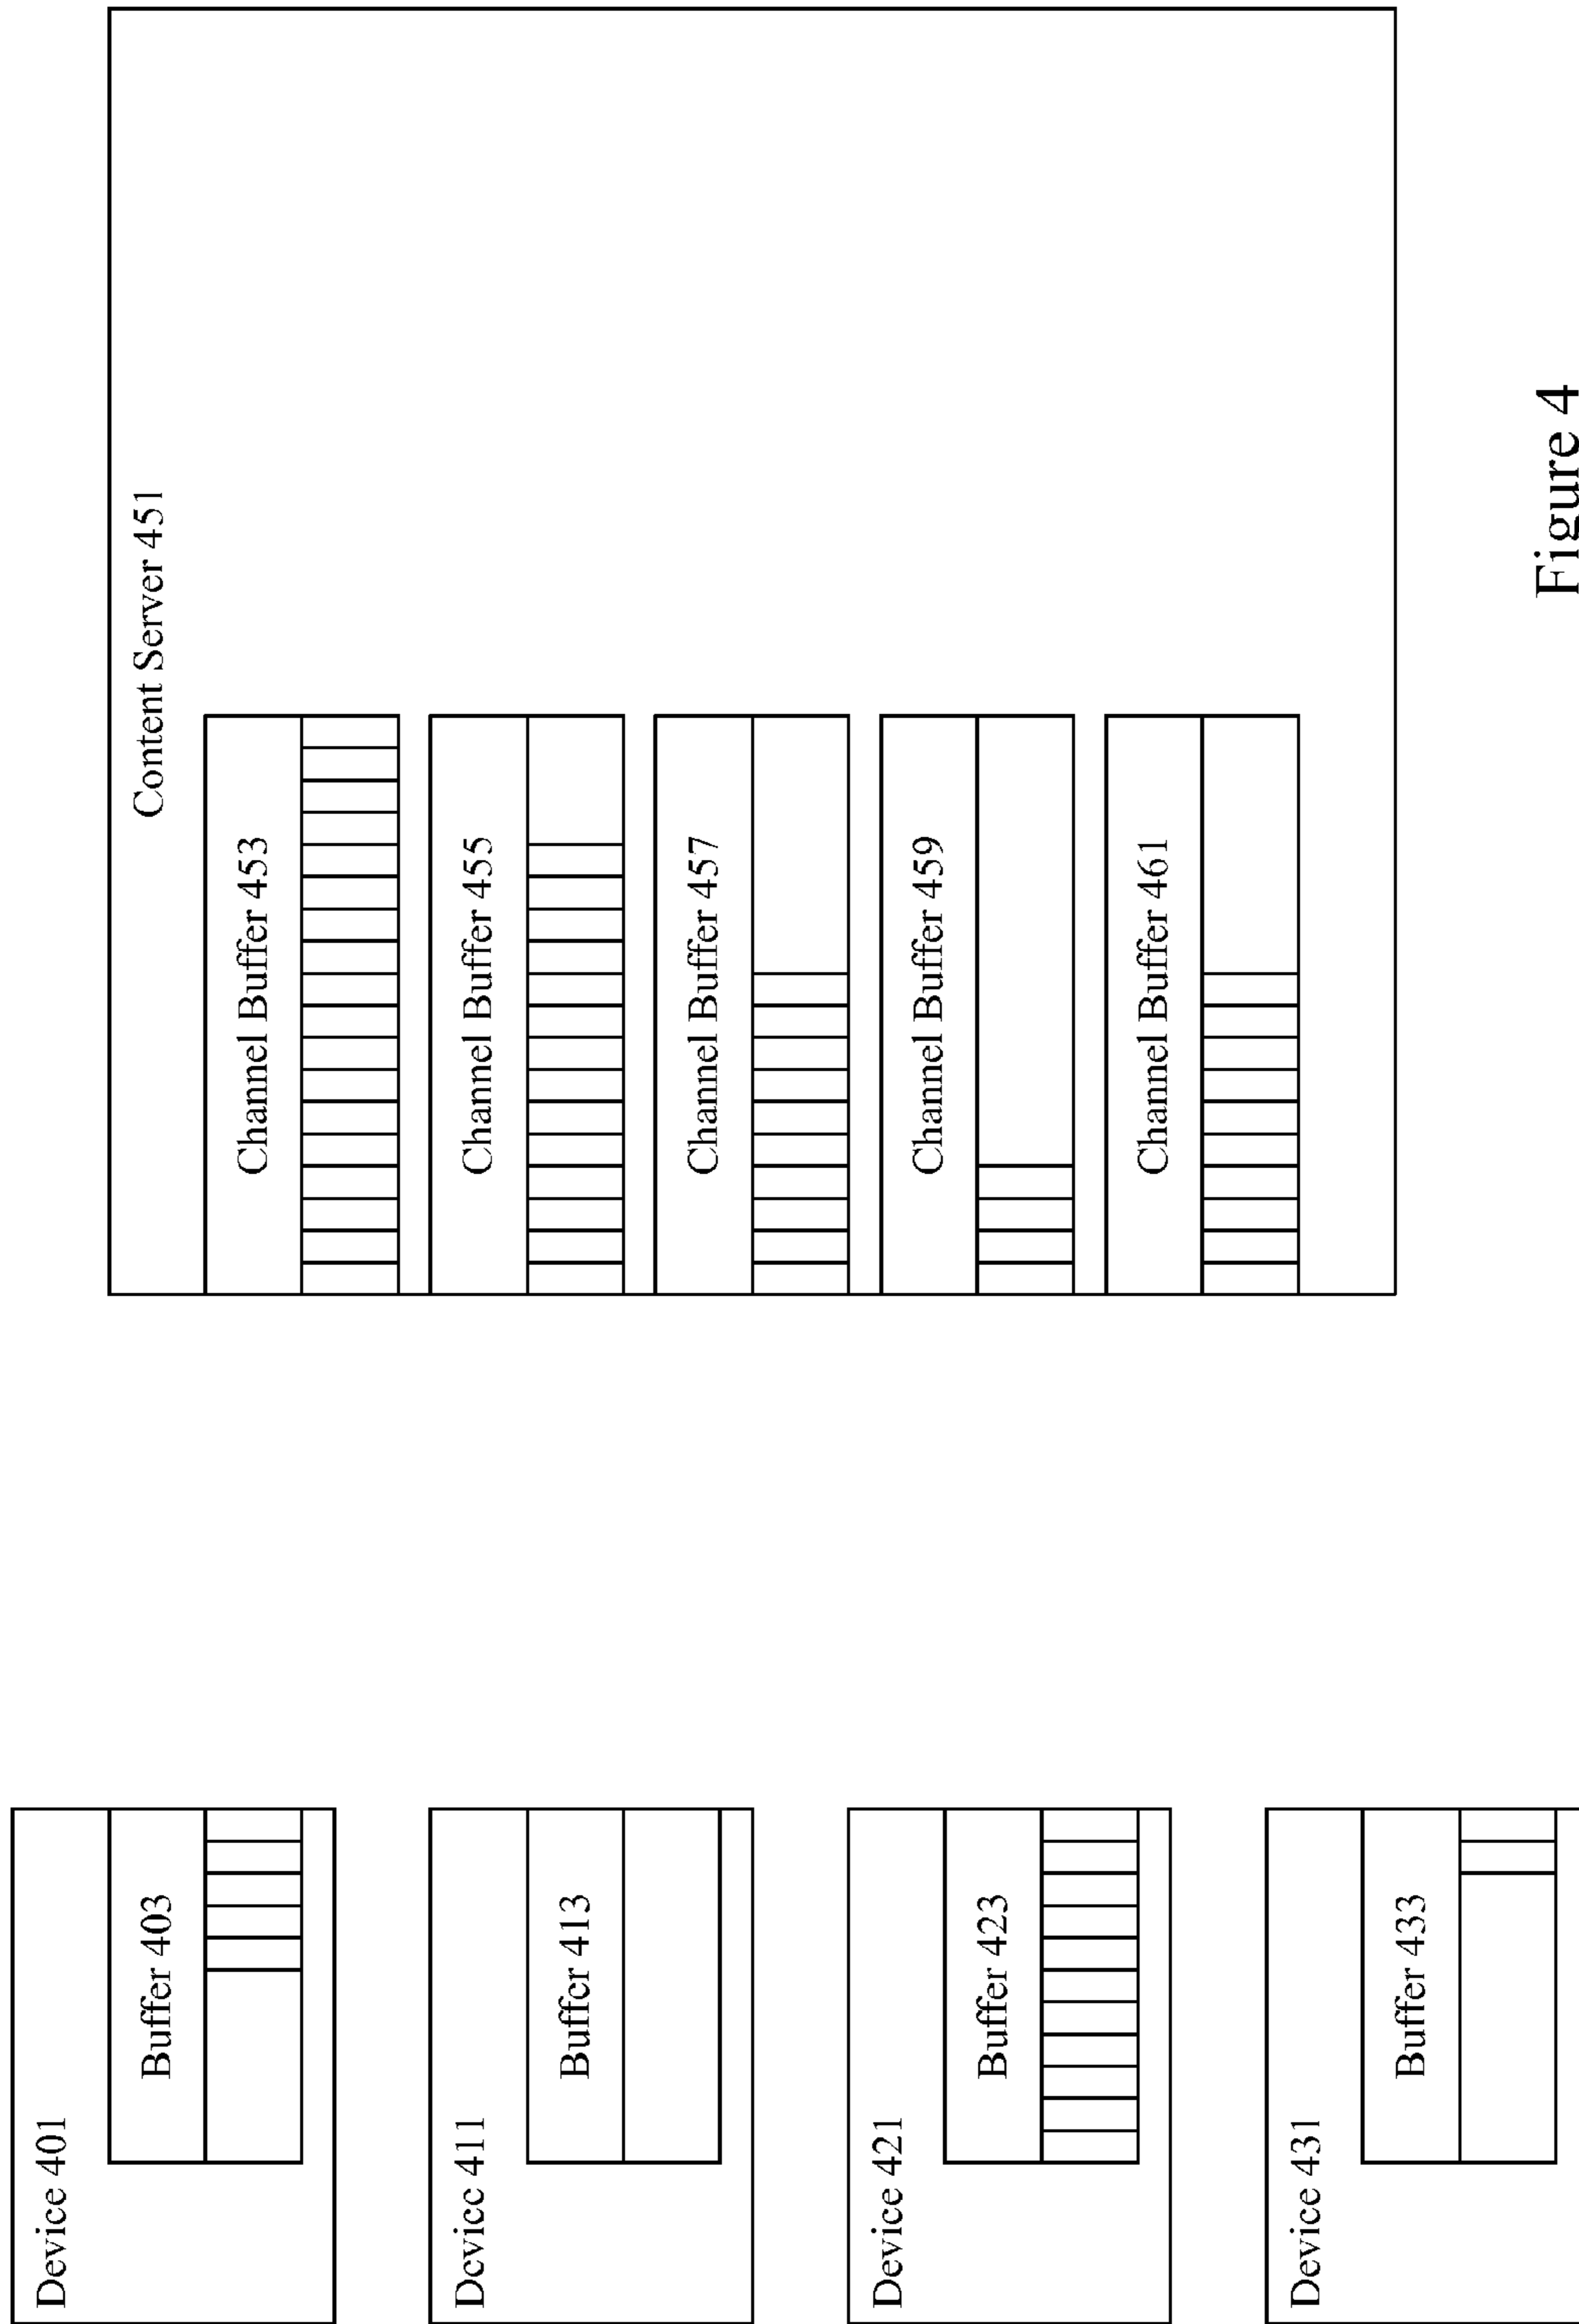 Device 401
Buffer 403
Device 411
Buffer 413
Device 421
Buffer 423
Device 431
Buffer 433
Content Server 451
Channel Buffer 453
Channel Buffer 455
Channel Buffer 457
Channel Buffer 459
Channel Buffer 461
Figure 4